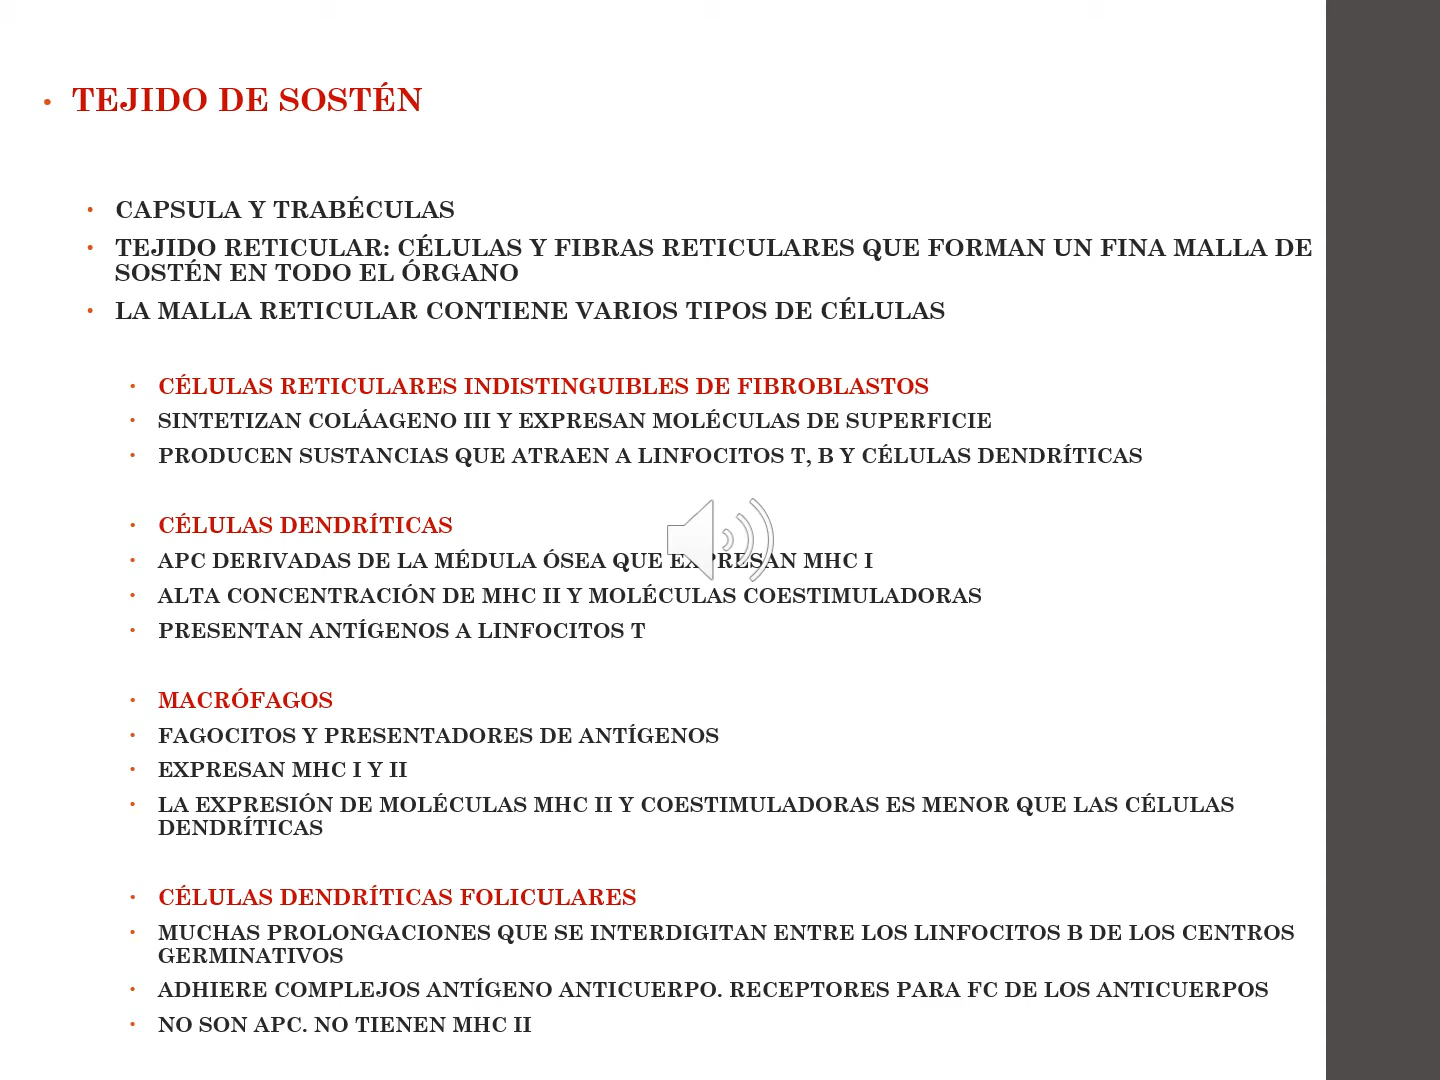 • TEJIDO DE SOSTÉN
• CAPSULA Y TRABÉCULAS
• TEJIDO RETICULAR: CÉLULAS Y FIBRAS RETICULARES QUE FORMAN UN FINA MALLA DE
SOSTÉN EN TODO EL ÓRGANO
• LA MALLA RETICULAR CONTIENE VARIOS TIPOS DE CÉLULAS
• CÉLULAS RETICULARES INDISTINGUIBLES DE FIBROBLASTOS
• SINTETIZAN COLÁAGENO III Y EXPRESAN MOLÉCULAS DE SUPERFICIE
• PRODUCEN SUSTANCIAS QUE ATRAEN A LINFOCITOS T, B Y CÉLULAS DENDRÍTICAS
• CÉLULAS DENDRÍTICAS
• APC DERIVADAS DE LA MÉDULA ÓSEA QUE EXPRESAN MHC I
• ALTA CONCENTRACIÓN DE MHC II Y MOLÉCULAS COESTIMULADORAS
• PRESENTAN ANTÍGENOS A LINFOCITOS T
• MACRÓFAGOS
• FAGOCITOS Y PRESENTADORES DE ANTÍGENOS
• EXPRESAN MHC I Y II
• LA EXPRESIÓN DE MOLÉCULAS MHC II Y COESTIMULADORAS ES MENOR QUE LAS CÉLULAS
DENDRÍTICAS
• CÉLULAS DENDRÍTICAS FOLICULARES
• MUCHAS PROLONGACIONES QUE SE INTERDIGITAN ENTRE LOS LINFOCITOS B DE LOS CENTROS
GERMINATIVOS
• ADHIERE COMPLEJOS ANTÍGENO ANTICUERPO. RECEPTORES PARA FC DE LOS ANTICUERPOS
• NO SON APC. NO TIENEN MHC II